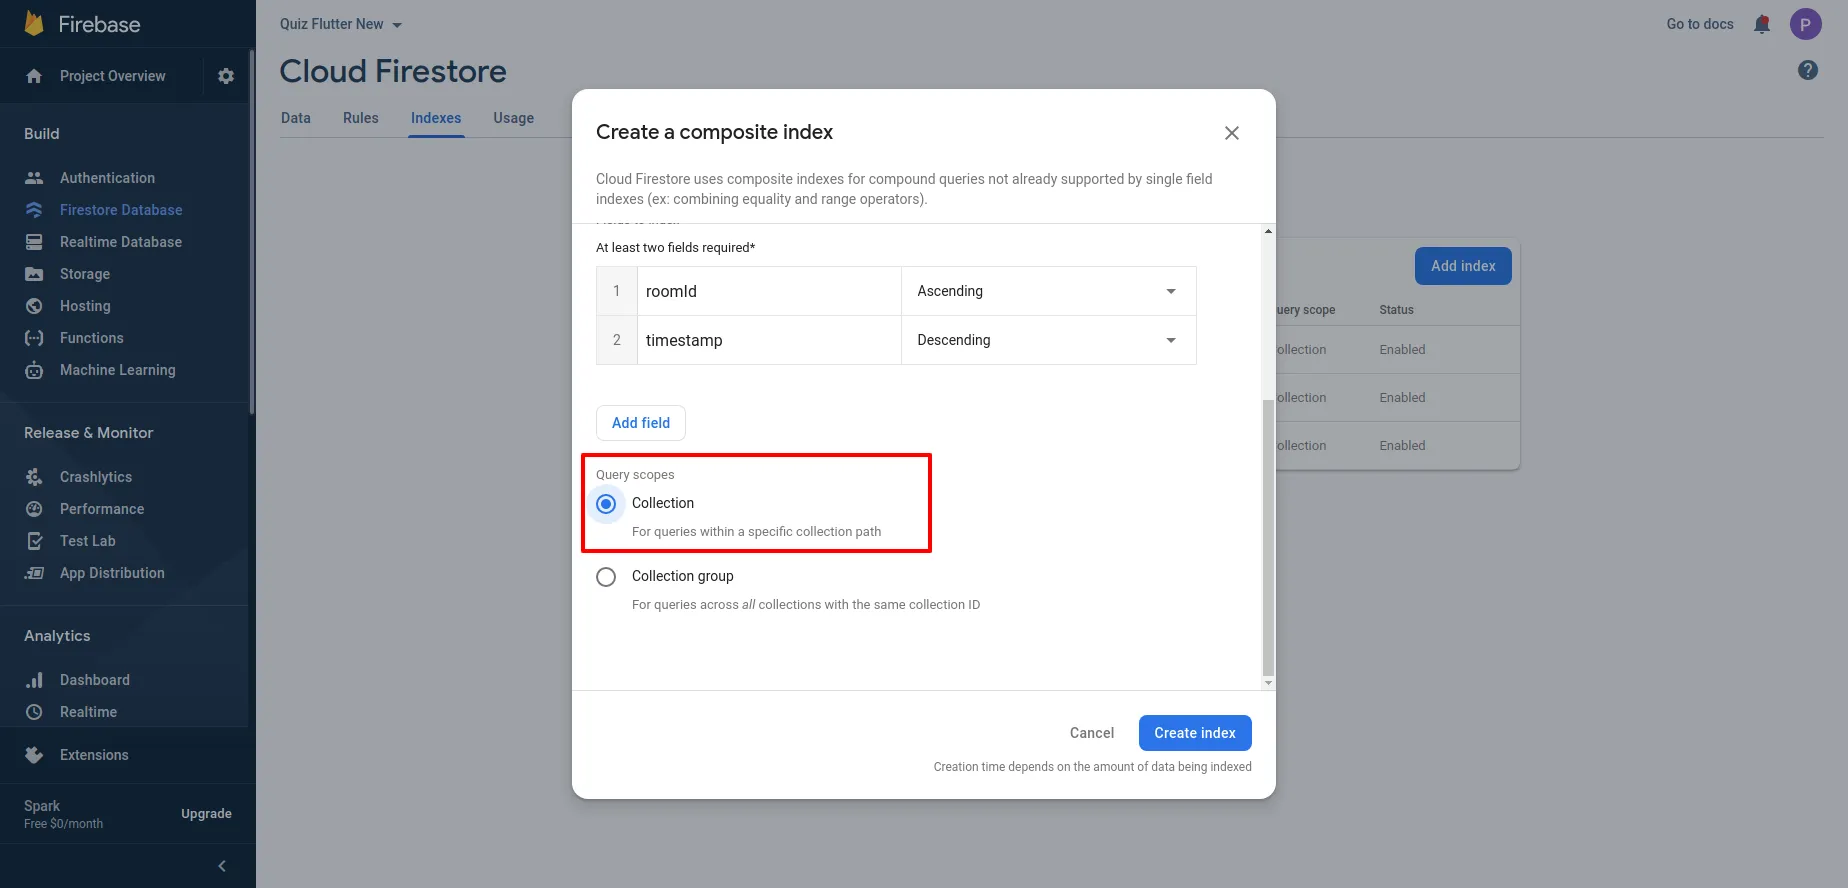 Firebase
Project Overview
Build
Authentication
Firestore Database
Realtime Database
Storage
Hosting
Functions
Machine Learning
Release & Monitor
Crashlytics
Performance
Test Lab
App Distribution
Analytics
Dashboard
Realtime
Extensions
Spark
Free $0/month
Upgrade
Quiz Flutter New
Go to docs
P
Cloud Firestore
?
Data Rules Indexes Usage
Add index
uery scope Status
ollection Enabled
ollection Enabled
ollection Enabled
Create a composite index
Cloud Firestore uses composite indexes for compound queries not already supported by single field
indexes (ex: combining equality and range operators).
At least two fields required*
1 roomId Ascending
2 timestamp Descending
Add field
Query scopes
Collection
For queries within a specific collection path
Collection group
For queries across all collections with the same collection ID
Cancel
Create index
Creation time depends on the amount of data being indexed